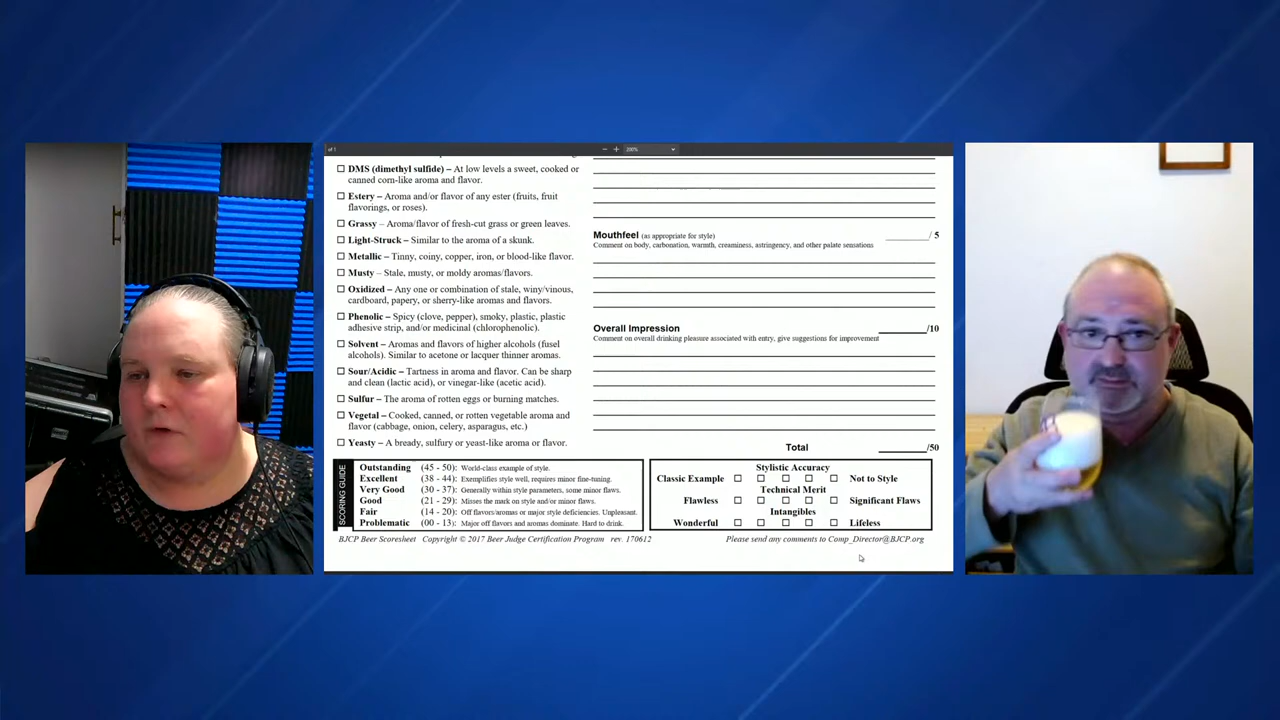 of 1
200%
DMS (dimethyl sulfide) – At low levels a sweet, cooked or
canned corn-like aroma and flavor.
Estery – Aroma and/or flavor of any ester (fruits, fruit
flavorings, or roses).
Grassy – Aroma/flavor of fresh-cut grass or green leaves.
Light-Struck – Similar to the aroma of a skunk.
Metallic – Tinny, coiny, copper, iron, or blood-like flavor.
Musty – Stale, musty, or moldy aromas/flavors.
Oxidized – Any one or combination of stale, winy/vinous,
cardboard, papery, or sherry-like aromas and flavors.
Phenolic – Spicy (clove, pepper), smoky, plastic, plastic
adhesive strip, and/or medicinal (chlorophenolic).
Solvent – Aromas and flavors of higher alcohols (fusel
alcohols). Similar to acetone or lacquer thinner aromas.
Sour/Acidic – Tartness in aroma and flavor. Can be sharp
and clean (lactic acid), or vinegar-like (acetic acid).
Sulfur – The aroma of rotten eggs or burning matches.
Vegetal – Cooked, canned, or rotten vegetable aroma and
flavor (cabbage, onion, celery, asparagus, etc.)
Yeasty – A bready, sulfury or yeast-like aroma or flavor.
Mouthfeel (as appropriate for style) / 5
Comment on body, carbonation, warmth, creaminess, astringency, and other palate sensations
Overall Impression /10
Comment on overall drinking pleasure associated with entry, give suggestions for improvement
Total /50
SCORING GUIDE
Outstanding (45 - 50): World-class example of style.
Excellent (38 - 44): Exemplifies style well, requires minor fine-tuning.
Very Good (30 - 37): Generally within style parameters, some minor flaws.
Good (21 - 29): Misses the mark on style and/or minor flaws.
Fair (14 - 20): Off flavors/aromas or major style deficiencies. Unpleasant.
Problematic (00 - 13): Major off flavors and aromas dominate. Hard to drink.
Stylistic Accuracy
Classic Example Not to Style
Technical Merit
Flawless Significant Flaws
Intangibles
Wonderful Lifeless
BJCP Beer Scoresheet Copyright © 2017 Beer Judge Certification Program rev. 170612
Please send any comments to Comp_Director@BJCP.org